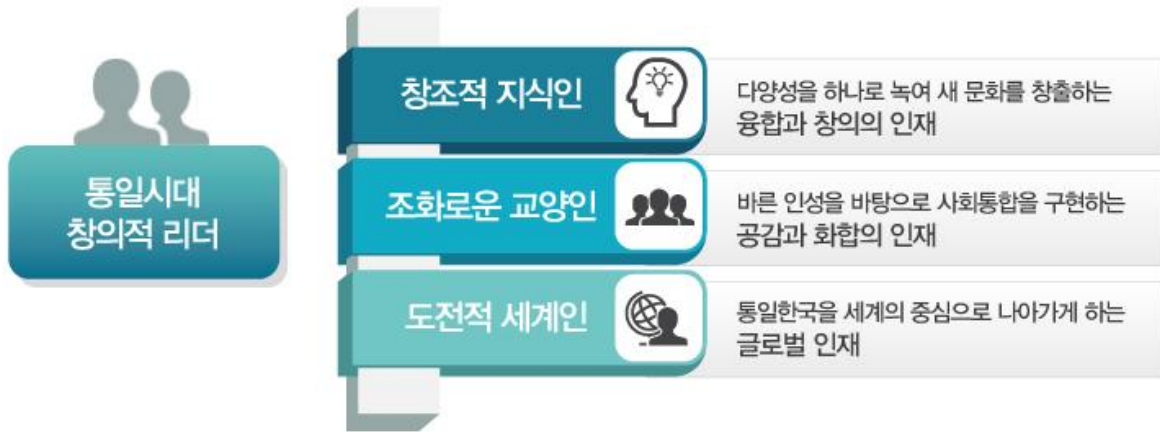 통일시대
창의적 리더
창조적 지식인
다양성을 하나로 녹여 새 문화를 창출하는
융합과 창의의 인재
조화로운 교양인
바른 인성을 바탕으로 사회통합을 구현하는
공감과 화합의 인재
도전적 세계인
통일한국을 세계의 중심으로 나아가게 하는
글로벌 인재